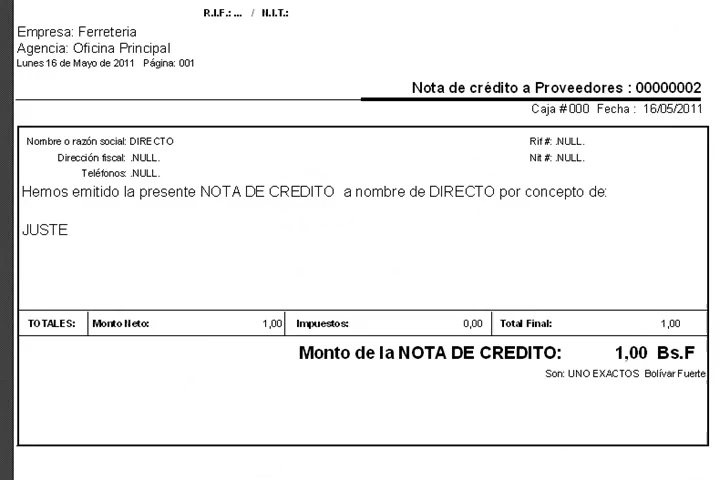 R.I.F.: ... / N.I.T.:
Empresa: Ferreteria
Agencia: Oficina Principal
Lunes 16 de Mayo de 2011 Página: 001
Nota de crédito a Proveedores : 00000002
Caja #000 Fecha : 16/05/2011
Nombre o razón social: DIRECTO Rif #: .NULL.
Dirección fiscal: .NULL. Nit #: .NULL.
Teléfonos: .NULL.
Hemos emitido la presente NOTA DE CREDITO a nombre de DIRECTO por concepto de:
JUSTE
TOTALES: Monto Neto: 1,00 Impuestos: 0,00 Total Final: 1,00
Monto de la NOTA DE CREDITO: 1,00 Bs.F
Son: UNO EXACTOS Bolívar Fuerte